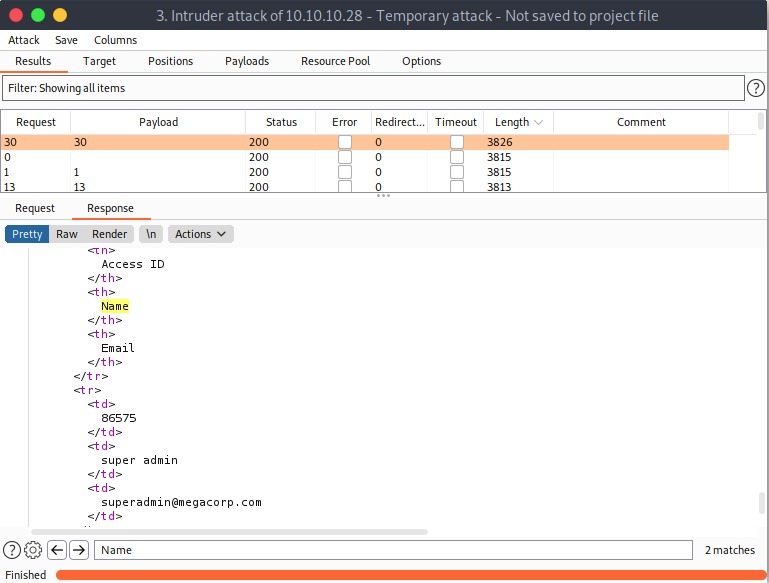 3. Intruder attack of 10.10.10.28 - Temporary attack - Not saved to project file
Attack Save Columns
Results Target Positions Payloads Resource Pool Options
Filter: Showing all items ?
Request Payload Status Error Redirect... Timeout Length Comment
30 30 200 0 3826
0 200 0 3815
1 1 200 0 3815
13 13 200 0 3813
Request Response
Pretty Raw Render \n Actions
<th>
Access ID
</th>
<th>
Name
</th>
<th>
Email
</th>
</tr>
<tr>
<td>
86575
</td>
<td>
super admin
</td>
<td>
superadmin@megacorp.com
</td>
? Name 2 matches
Finished